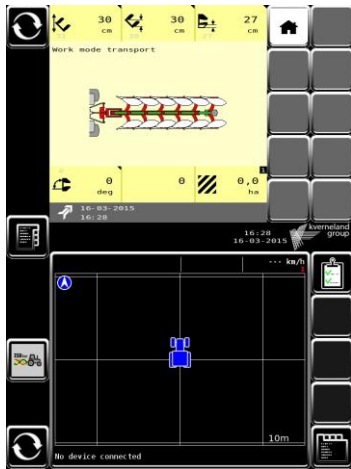 30 30 27
cm cm cm
Work mode transport
1
0 0 0,0
deg ha
16-03-2015
16:28
16:28
16-03-2015
kverneland
group
--- km/h
10m
No device connected